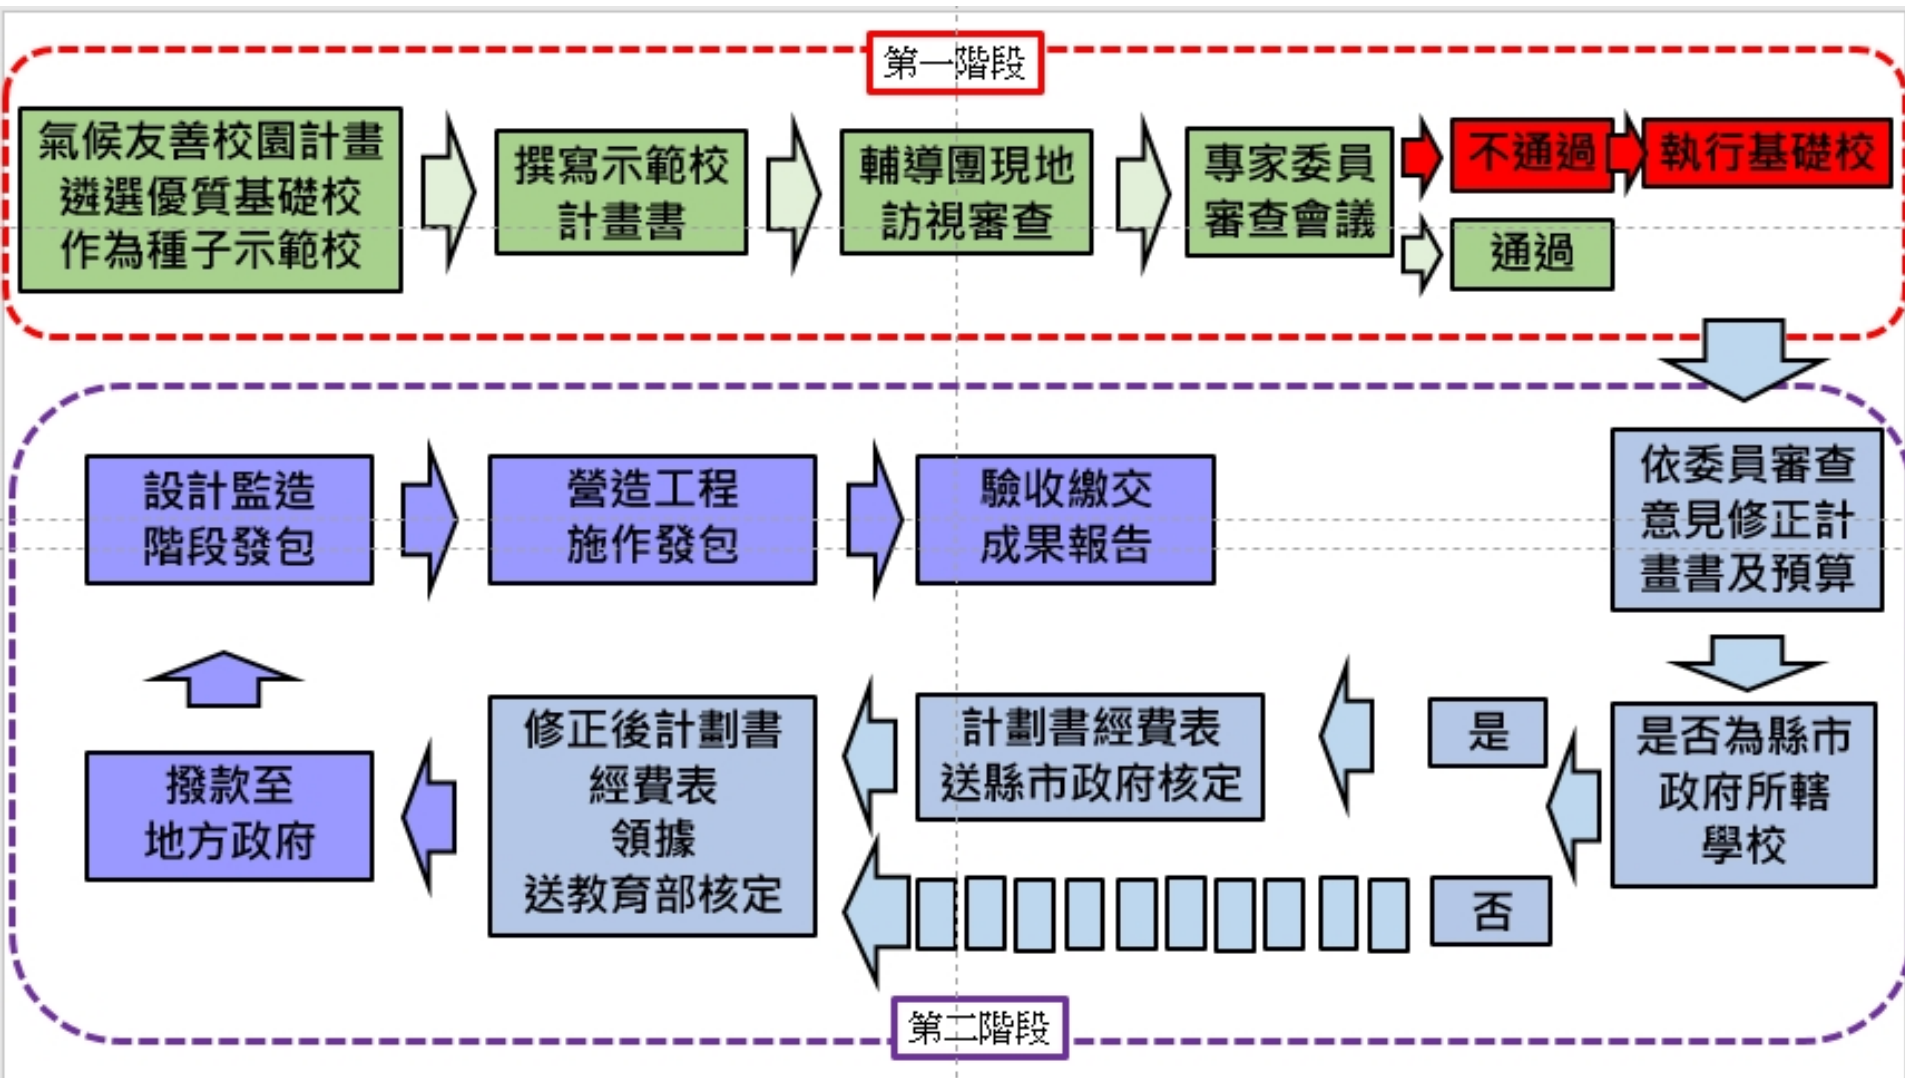 第一階段
氣候友善校園計畫
遴選優質基礎校
作為種子示範校
撰寫示範校
計畫書
輔導團現地
訪視審查
專家委員
審查會議
不通過
執行基礎校
通過
依委員審查
意見修正計
畫書及預算
是否為縣市
政府所轄
學校
是
否
計劃書經費表
送縣市政府核定
修正後計劃書
經費表
領據
送教育部核定
撥款至
地方政府
設計監造
階段發包
營造工程
施作發包
驗收繳交
成果報告
第二階段